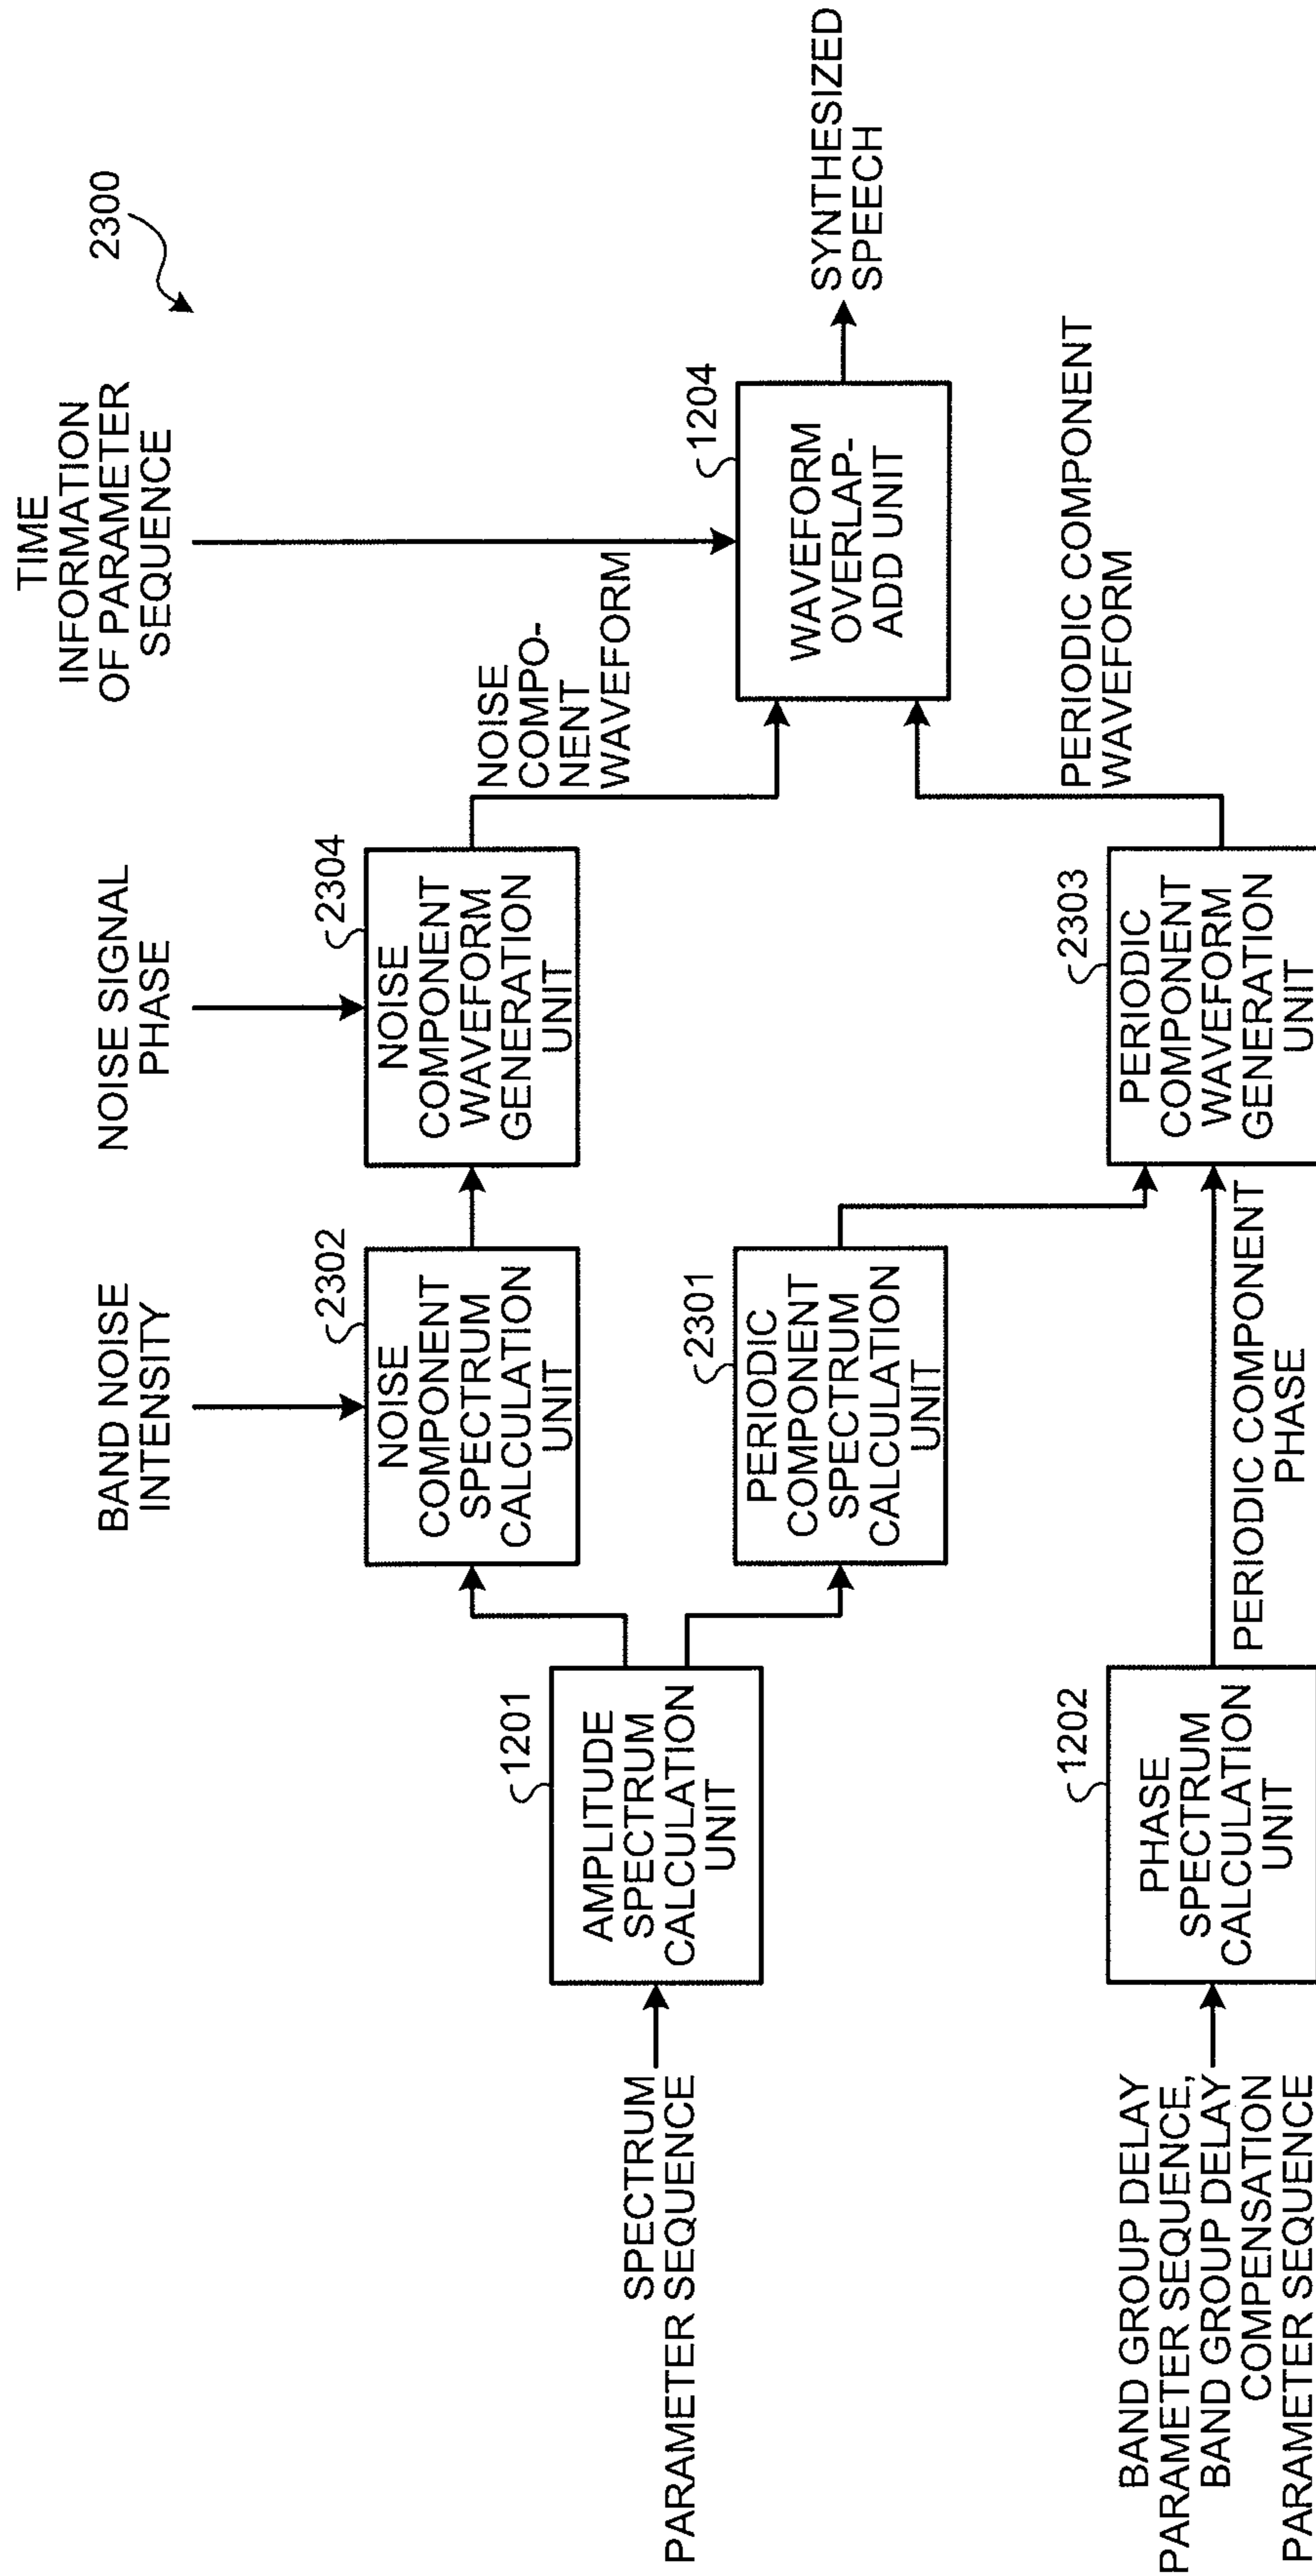 2300
TIME
INFORMATION
OF PARAMETER
SEQUENCE
NOISE SIGNAL
PHASE
BAND NOISE
INTENSITY
SPECTRUM
PARAMETER SEQUENCE
1201
AMPLITUDE
SPECTRUM
CALCULATION
UNIT
2302
NOISE
COMPONENT
SPECTRUM
CALCULATION
UNIT
2304
NOISE
COMPONENT
WAVEFORM
GENERATION
UNIT
NOISE
COMPO-
NENT
WAVEFORM
2301
PERIODIC
COMPONENT
SPECTRUM
CALCULATION
UNIT
1204
WAVEFORM
OVERLAP-
ADD UNIT
SYNTHESIZED
SPEECH
BAND GROUP DELAY
PARAMETER SEQUENCE,
BAND GROUP DELAY
COMPENSATION
PARAMETER SEQUENCE
1202
PHASE
SPECTRUM
CALCULATION
UNIT
PERIODIC COMPONENT
PHASE
2303
PERIODIC
COMPONENT
WAVEFORM
GENERATION
UNIT
PERIODIC COMPONENT
WAVEFORM